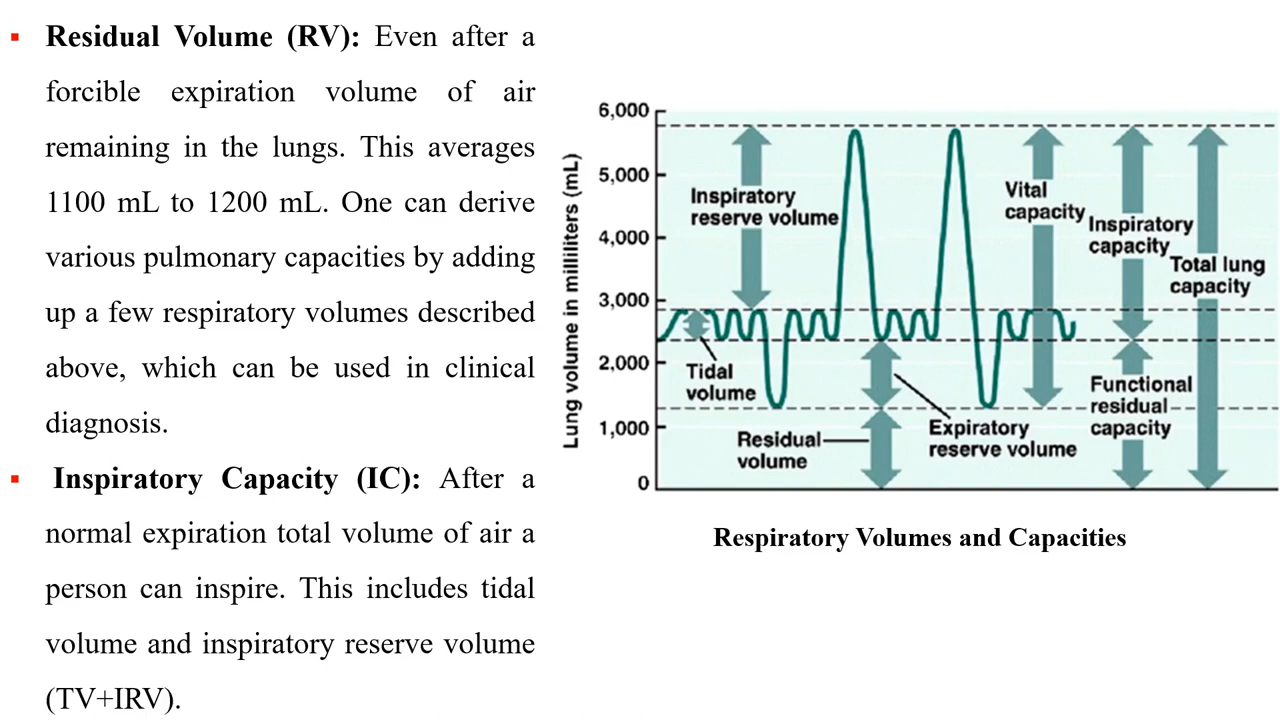 Residual Volume (RV): Even after a
forcible expiration volume of air
remaining in the lungs. This averages
1100 mL to 1200 mL. One can derive
various pulmonary capacities by adding
up a few respiratory volumes described
above, which can be used in clinical
diagnosis.
Inspiratory Capacity (IC): After a
normal expiration total volume of air a
person can inspire. This includes tidal
volume and inspiratory reserve volume
(TV+IRV).
Lung volume in milliliters (mL)
6,000
5,000
4,000
3,000
2,000
1,000
0
Inspiratory
reserve volume
Tidal
volume
Residual
volume
Expiratory
reserve volume
Vital
capacity
Inspiratory
capacity
Functional
residual
capacity
Total lung
capacity
Respiratory Volumes and Capacities